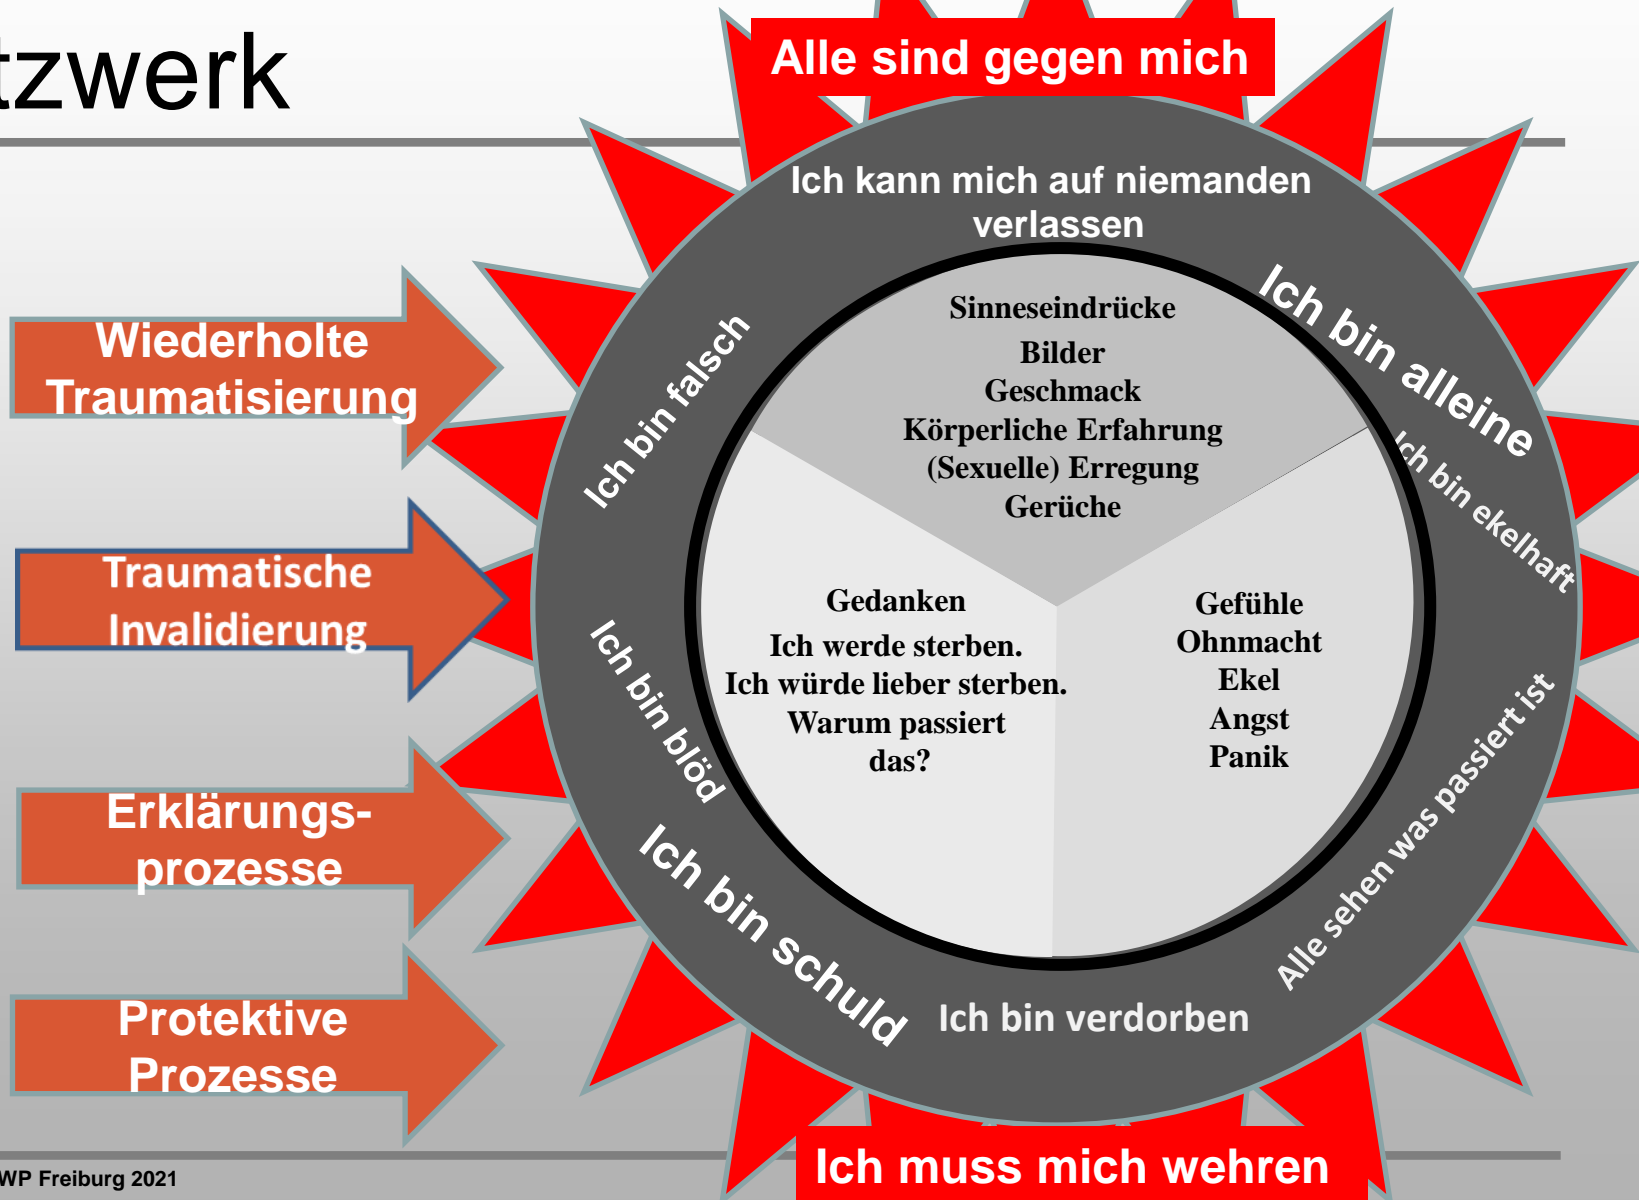 tzwerk
Alle sind gegen mich
Ich kann mich auf niemanden
verlassen
Ich bin alleine
Ich bin ekelhaft
Alle sehen was passiert ist
Ich bin verdorben
Ich bin schuld
Ich bin blöd
Ich bin falsch
Sinneseindrücke
Bilder
Geschmack
Körperliche Erfahrung
(Sexuelle) Erregung
Gerüche
Gedanken
Ich werde sterben.
Ich würde lieber sterben.
Warum passiert
das?
Gefühle
Ohnmacht
Ekel
Angst
Panik
Wiederholte
Traumatisierung
Traumatische
Invalidierung
Erklärungs-
prozesse
Protektive
Prozesse
Ich muss mich wehren
WP Freiburg 2021